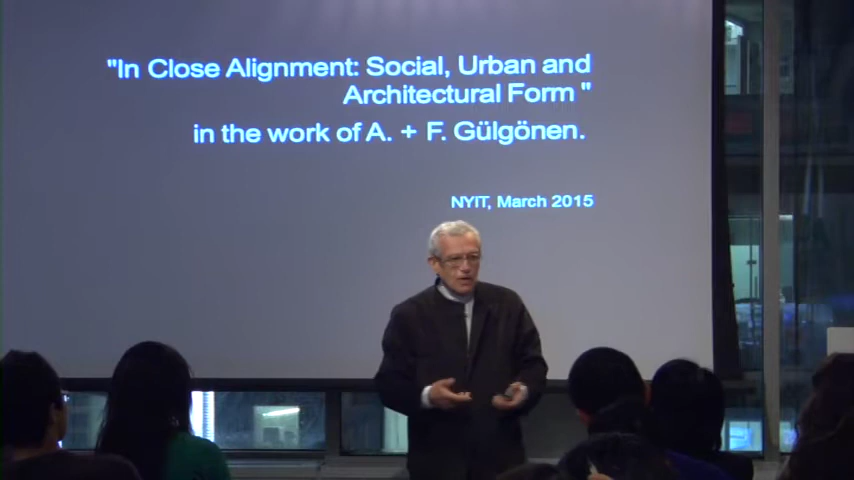 "In Close Alignment: Social, Urban and
Architectural Form "
in the work of A. + F. Gülgönen.
NYIT, March 2015